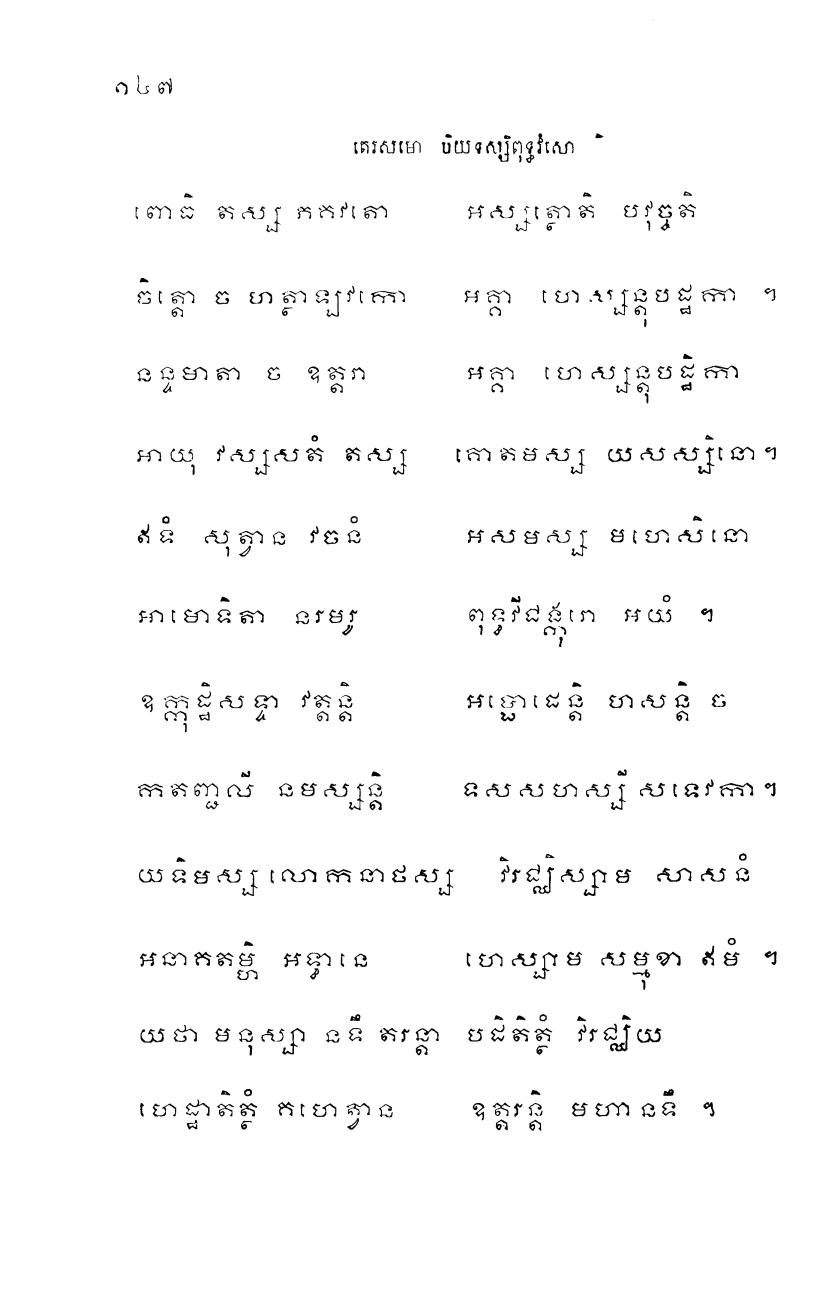 ១៤៧
តេរសមោ បិយទស្សិពុទ្ធវំសោ
ពោធិ តស្ស ភគវតោ អស្សត្ថោតិ បវុច្ចតិ
ចិត្តោ ច ហត្ថាឡ្បវកោ អគ្គា ហេស្សន្តុបដ្ឋកា ។
នន្ទមាតា ច ឧត្តរា អគ្គា ហេស្សន្តុបដ្ឋិកា
អាយុ វស្សសតំ តស្ស គោតមស្ស យសស្សិនោ។
ឥទំ សុត្វាន វចនំ អសមស្ស មហេសិនោ
អាមោទិតា នរមរូ ពុទ្ធវីជង្កុរោ អយំ ។
ឧក្កុដ្ឋិសទ្ទា វត្តន្តិ អប្ផោដេន្តិ ហសន្តិ ច
កតញ្ជលី នមស្សន្តិ ទសសហស្សី សទេវកា។
យទិមស្ស លោកនាថស្ស វិរជ្ឈិស្សាម សាសនំ
អនាគតម្ហិ អទ្ធានេ ហេស្សាម សម្មុខា ឥមំ ។
យថា មនុស្សា នទឹ តរន្តា បដិតិត្ថំ វិរជ្ឈិយ
ហេដ្ឋាតិត្ថំ គហេត្វាន ឧត្តរន្តិ មហានទឹ ។